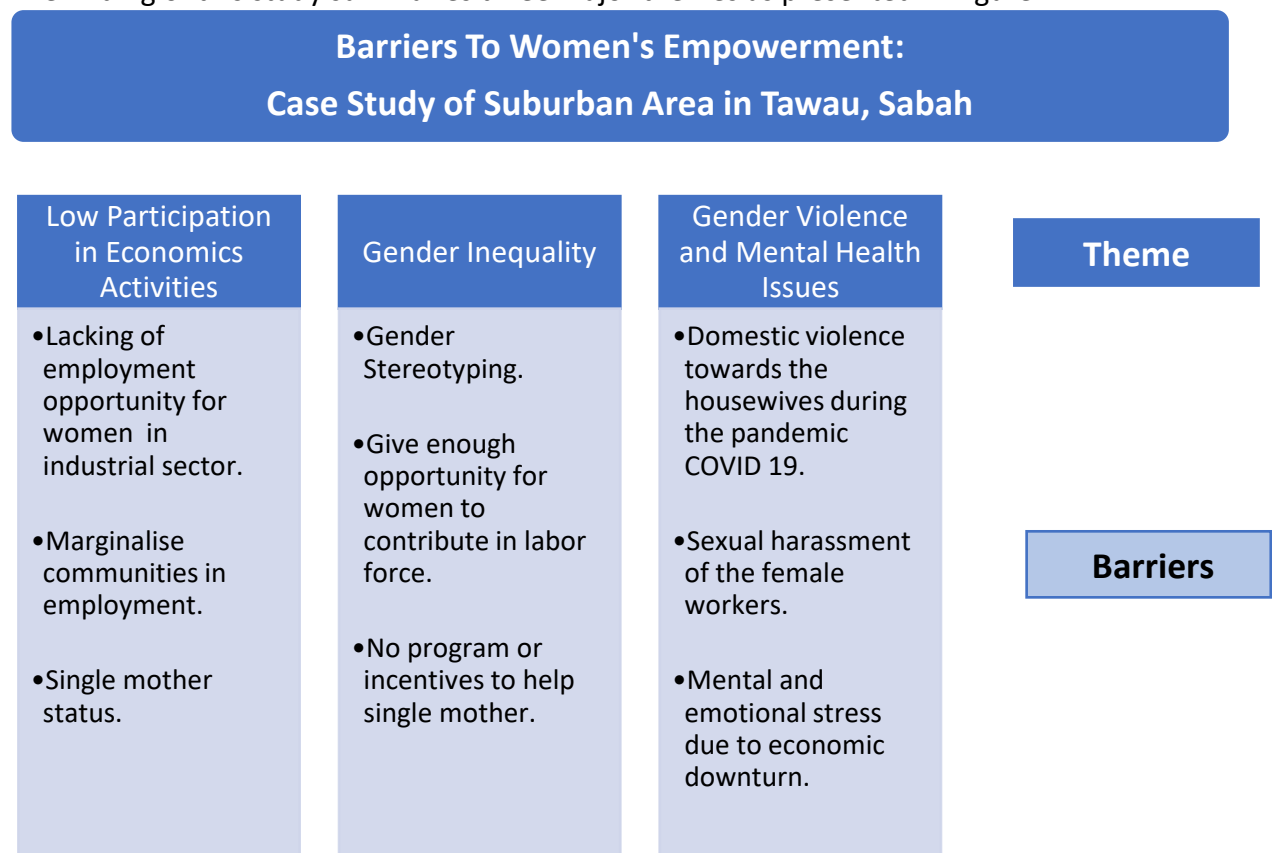 Barriers To Women's Empowerment:
Case Study of Suburban Area in Tawau, Sabah
Low Participation
in Economics
Activities
•Lacking of
employment
opportunity for
women in
industrial sector.
•Marginalise
communities in
employment.
•Single mother
status.
Gender Inequality
•Gender
Stereotyping.
•Give enough
opportunity for
women to
contribute in labor
force.
•No program or
incentives to help
single mother.
Gender Violence
and Mental Health
Issues
•Domestic violence
towards the
housewives during
the pandemic
COVID 19.
•Sexual harassment
of the female
workers.
•Mental and
emotional stress
due to economic
downturn.
Theme
Barriers